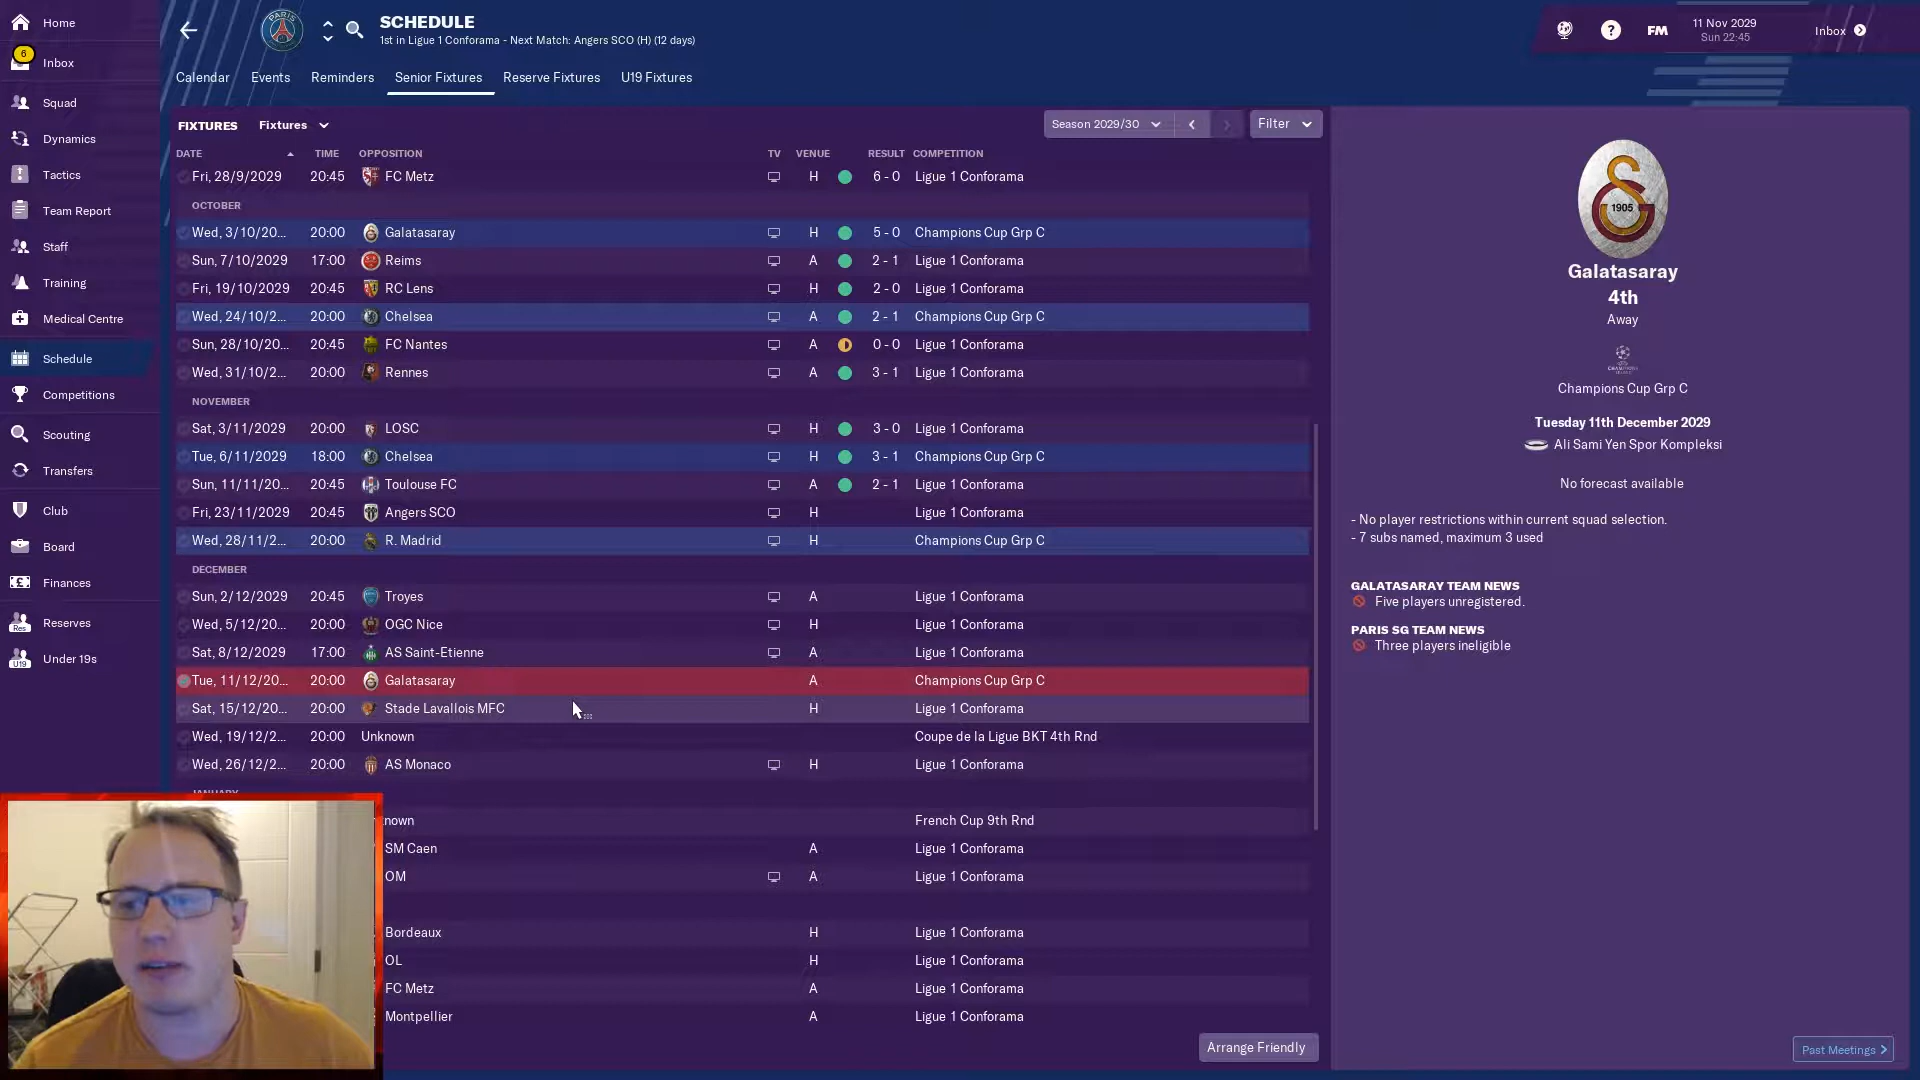 Home
6
Inbox
Squad
Dynamics
Tactics
Team Report
Staff
Training
Medical Centre
Schedule
Competitions
Scouting
Transfers
Club
Board
Finances
Res
Reserves
U19
Under 19s
PARIS
SCHEDULE
1st in Ligue 1 Conforama - Next Match: Angers SCO (H) (12 days)
? FM 11 Nov 2029 Inbox
Sun 22:45
Calendar Events Reminders Senior Fixtures Reserve Fixtures U19 Fixtures
FIXTURES Fixtures Season 2029/30 Filter
DATE TIME OPPOSITION TV VENUE RESULT COMPETITION
Fri, 28/9/2029 20:45 FC Metz H 6 - 0 Ligue 1 Conforama
OCTOBER
Wed, 3/10/20... 20:00 Galatasaray H 5 - 0 Champions Cup Grp C
Sun, 7/10/2029 17:00 Reims A 2 - 1 Ligue 1 Conforama
Fri, 19/10/2029 20:45 RC Lens H 2 - 0 Ligue 1 Conforama
Wed, 24/10/2... 20:00 Chelsea A 2 - 1 Champions Cup Grp C
Sun, 28/10/20... 20:45 FC Nantes A 0 - 0 Ligue 1 Conforama
Wed, 31/10/2... 20:00 Rennes A 3 - 1 Ligue 1 Conforama
NOVEMBER
Sat, 3/11/2029 20:00 LOSC H 3 - 0 Ligue 1 Conforama
Tue, 6/11/2029 18:00 Chelsea H 3 - 1 Champions Cup Grp C
Sun, 11/11/20... 20:45 Toulouse FC A 2 - 1 Ligue 1 Conforama
Fri, 23/11/2029 20:45 Angers SCO H Ligue 1 Conforama
Wed, 28/11/2... 20:00 R. Madrid H Champions Cup Grp C
DECEMBER
Sun, 2/12/2029 20:45 Troyes A Ligue 1 Conforama
Wed, 5/12/20... 20:00 OGC Nice H Ligue 1 Conforama
Sat, 8/12/2029 17:00 AS Saint-Etienne A Ligue 1 Conforama
Tue, 11/12/20... 20:00 Galatasaray A Champions Cup Grp C
Sat, 15/12/20... 20:00 Stade Lavallois MFC H Ligue 1 Conforama
Wed, 19/12/2... 20:00 Unknown Coupe de la Ligue BKT 4th Rnd
Wed, 26/12/2... 20:00 AS Monaco H Ligue 1 Conforama
JANUARY
known French Cup 9th Rnd
SM Caen A Ligue 1 Conforama
OM A Ligue 1 Conforama
Bordeaux H Ligue 1 Conforama
OL H Ligue 1 Conforama
FC Metz A Ligue 1 Conforama
Montpellier A Ligue 1 Conforama
Arrange Friendly
1905
Galatasaray
4th
Away
Champions Cup Grp C
Tuesday 11th December 2029
Ali Sami Yen Spor Kompleksi
No forecast available
- No player restrictions within current squad selection.
- 7 subs named, maximum 3 used
GALATASARAY TEAM NEWS
Five players unregistered.
PARIS SG TEAM NEWS
Three players ineligible
Past Meetings